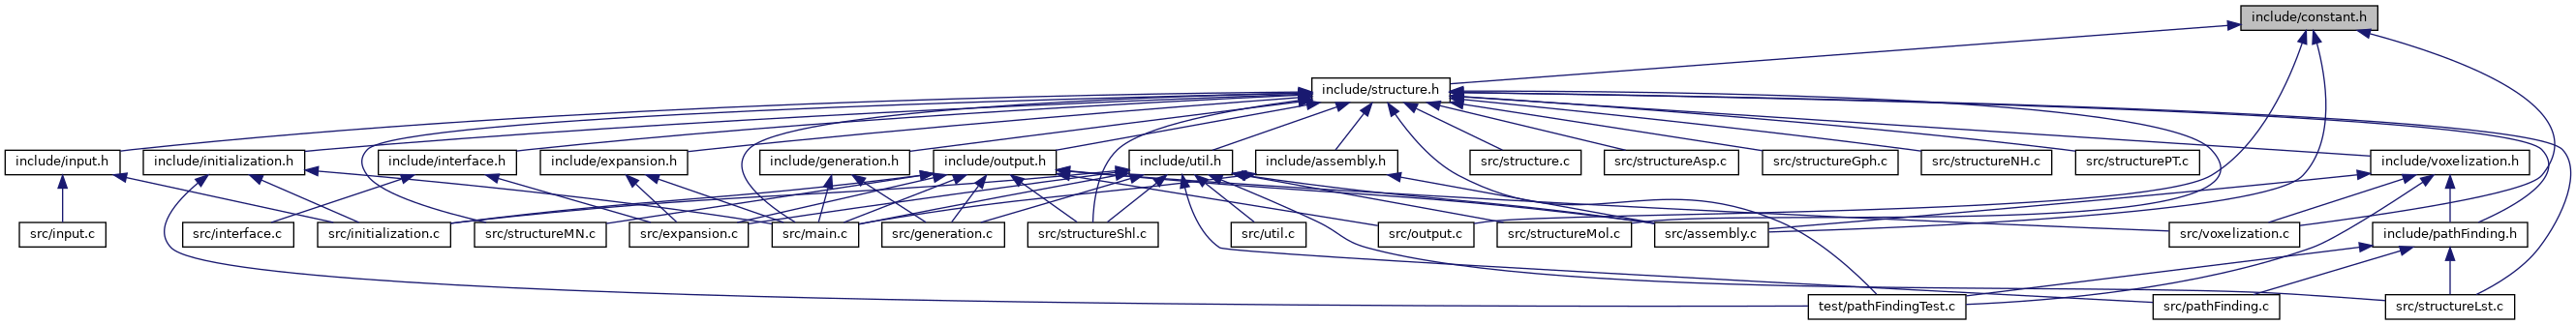 include/constant.h
include/structure.h
include/input.h
include/initialization.h
include/interface.h
include/expansion.h
include/generation.h
include/output.h
include/util.h
include/assembly.h
src/structure.c
src/structureAsp.c
src/structureGph.c
src/structureNH.c
src/structurePT.c
include/voxelization.h
src/input.c
src/interface.c
src/initialization.c
src/structureMN.c
src/expansion.c
src/main.c
src/generation.c
src/structureShl.c
src/util.c
src/output.c
src/structureMol.c
src/assembly.c
src/voxelization.c
include/pathFinding.h
test/pathFindingTest.c
src/pathFinding.c
src/structureLst.c